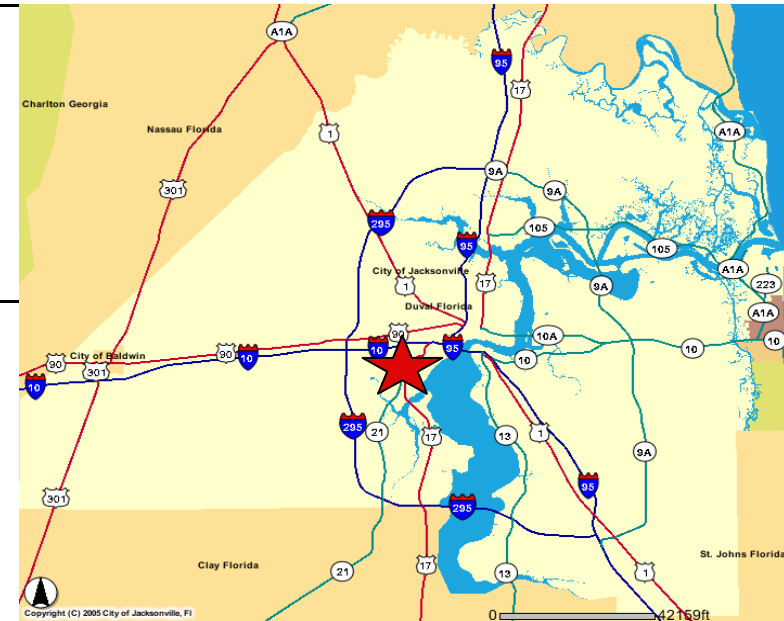 A1A
95
17
Charlton Georgia
Nassau Florida
1
A1A
9A
301
9A
295
105
95
105
City of Jacksonville
A1A
1
17
9A
223
Duval Florida
A1A
90
10A
10
90
10
95
10
City of Baldwin
10
10
90
301
10
295
21
17
13
1
9A
95
301
295
St. Johns Florida
Clay Florida
17
21
13
1
Copyright (C) 2005 City of Jacksonville, Fl
0
42159ft